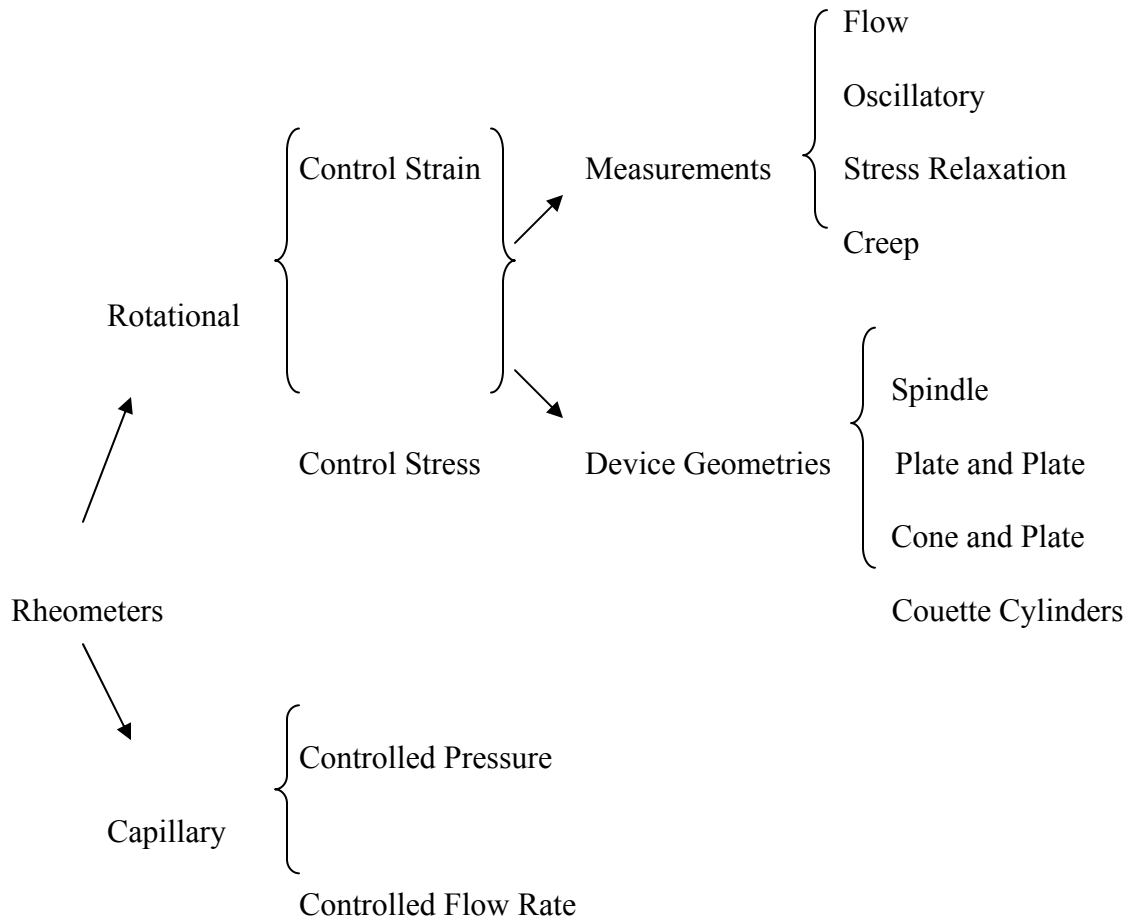 Flow
Oscillatory
Control Strain
Measurements
Stress Relaxation
Creep
Rotational
Spindle
Control Stress
Device Geometries
Plate and Plate
Cone and Plate
Rheometers
Couette Cylinders
Controlled Pressure
Capillary
Controlled Flow Rate